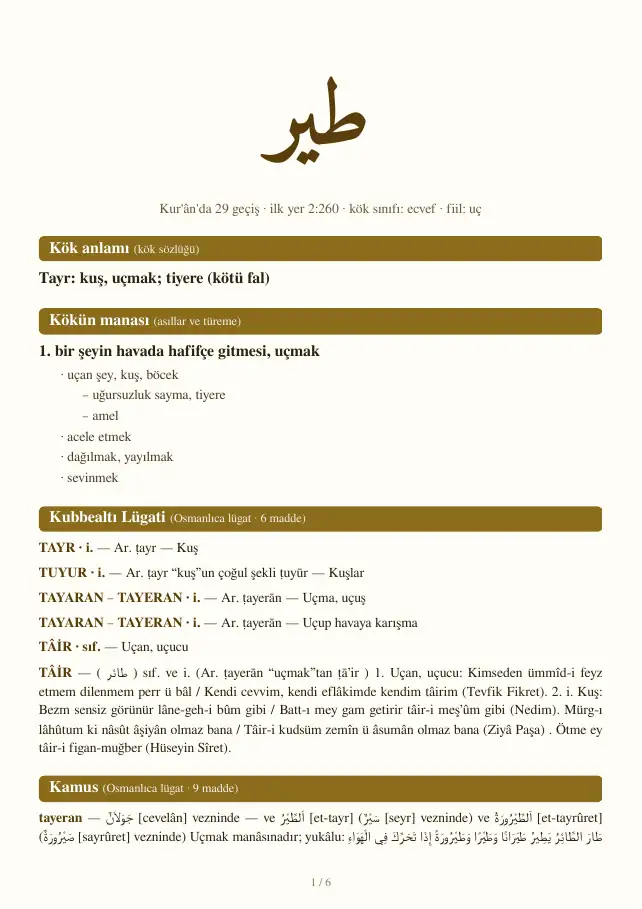 طير
Kur'ân'da 29 geçiş · ilk yer 2:260 · kök sınıfı: ecvef · fiil: uç
Kök anlamı (kök sözlüğü)
Tayr: kuş, uçmak; tiyere (kötü fal)
Kökün manası (asıllar ve türeme)
1. bir şeyin havada hafifçe gitmesi, uçmak
· uçan şey, kuş, böcek
– uğursuzluk sayma, tiyere
– amel
· acele etmek
· dağılmak, yayılmak
· sevinmek
Kubbealtı Lügati (Osmanlıca lügat · 6 madde)
TAYR · i. — Ar. ṭayr — Kuş
TUYUR · i. — Ar. ṭayr “kuş”un çoğul şekli ṭuyūr — Kuşlar
TAYARAN – TAYERAN · i. — Ar. ṭayerān — Uçma, uçuş
TAYARAN – TAYERAN · i. — Ar. ṭayerān — Uçup havaya karışma
TÂİR · sıf. — Uçan, uçucu
TÂİR — ( طائر ) sıf. ve i. (Ar. ṭayerān “uçmak”tan ṭā'ir ) 1. Uçan, uçucu: Kimseden ümmîd-i feyz
etmem dilenmem perr ü bâl / Kendi cevvim, kendi eflâkimde kendim tâirim (Tevfik Fikret). 2. i. Kuş:
Bezm sensiz görünür lâne-geh-i bûm gibi / Batt-ı mey gam getirir tâir-i meş'ûm gibi (Nedim). Mürg-ı
lâhûtum ki nâsût âşiyân olmaz bana / Tâir-i kudsüm zemîn ü âsumân olmaz bana (Ziyâ Paşa) . Ötme ey
tâir-i figan-muğber (Hüseyin Sîret).
Kamus (Osmanlıca lügat · 9 madde)
tayeran — جَوَلاَنٌ [cevelân] vezninde — ve اَلطَّيْرُ [et-tayr] (سَيْرٌ [seyr] vezninde) ve اَلطَّيْرُورَةُ [et-tayrûret]
(صَيْرُورَةٌ [sayrûret] vezninde) Uçmak manâsınadır; yukâlu: طَارَ الطَّائِرُ يَطِيرُ طَيَرَانًا وَطَيْرًا وَطَيْرُورَةً إِذَا تَحَرَّكَ فِي الْهَوَاءِ
1 / 6